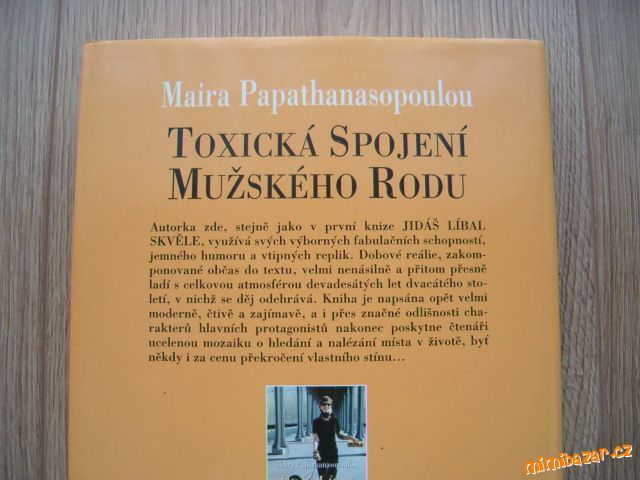 Maira Papathanasopoulou
TOXICKÁ SPOJENÍ
MUŽSKÉHO RODU
Autorka zde, stejně jako v první knize JIDÁŠ LÍBAL
SKVĚLE, využívá svých výborných fabulačních schopností,
jemného humoru a vtipných replik. Dobové reálie, zakom-
ponované občas do textu, velmi nenásilně a přitom přesně
ladí s celkovou atmosférou devadesátých let dvacátého sto-
letí, v nichž se děj odehrává. Kniha je napsána opět velmi
moderně, čtivě a zajímavě, a i přes značné odlišnosti cha-
rakterů hlavních protagonistů nakonec poskytne čtenáři
ucelenou mozaiku o hledání a nalézání místa v životě, byť
někdy i za cenu překročení vlastního stínu...
Maira Papathanasopoulou
mimibazar.cz